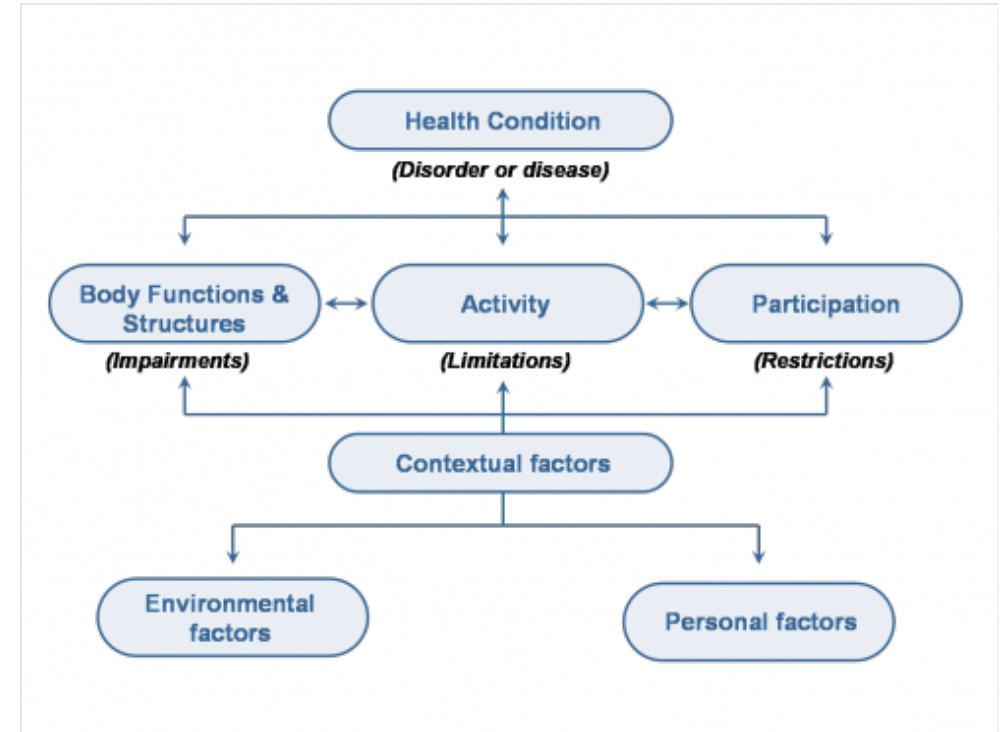 Health Condition
(Disorder or disease)
Body Functions &
Structures
(Impairments)
Activity
(Limitations)
Participation
(Restrictions)
Contextual factors
Environmental
factors
Personal factors